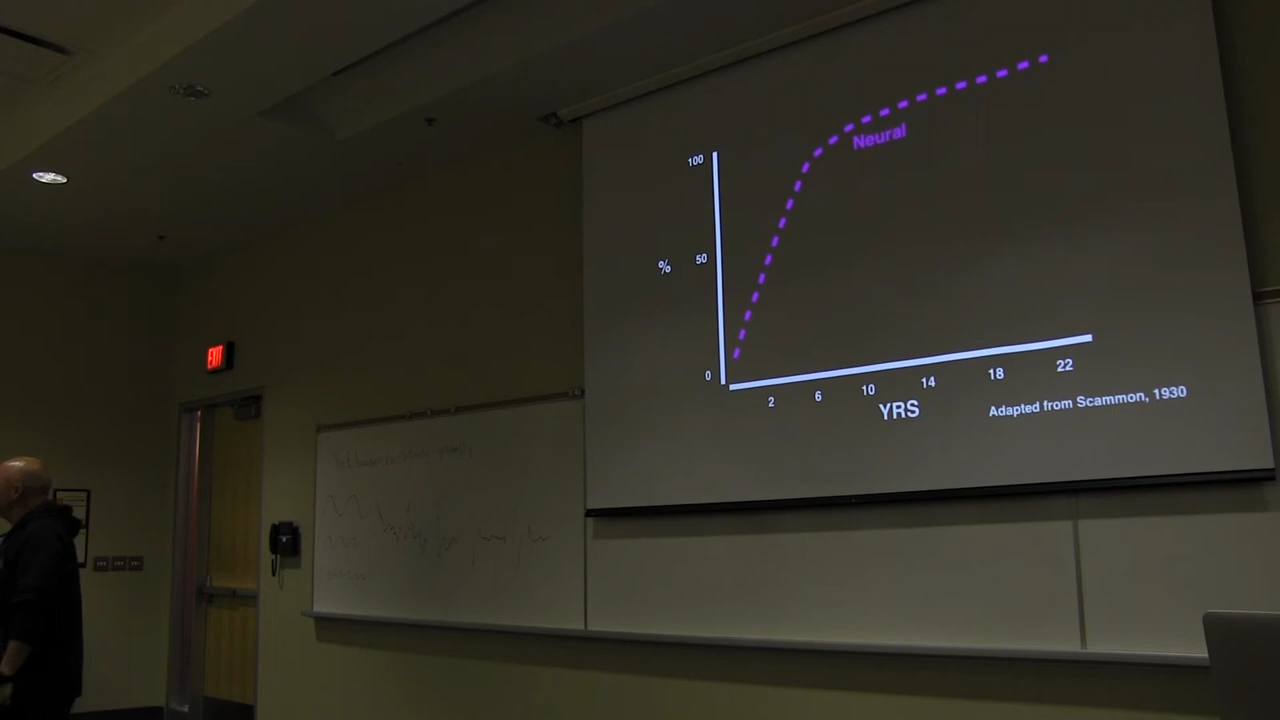 100
Neural
% 50
EXIT
0
2 6 10 14 18 22
YRS
Adapted from Scammon, 1930